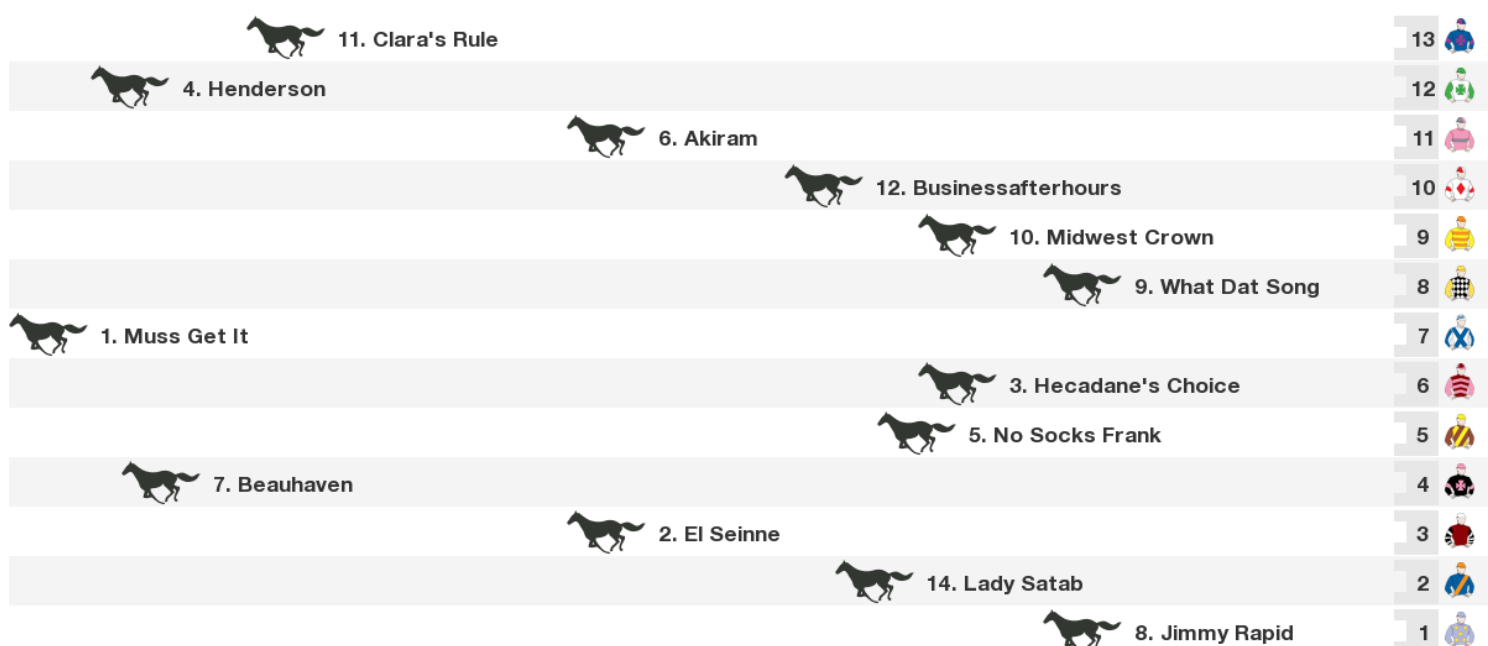 11. Clara's Rule 13
4. Henderson 12
6. Akiram 11
12. Businessafterhours 10
10. Midwest Crown 9
9. What Dat Song 8
1. Muss Get It 7
3. Hecadane's Choice 6
5. No Socks Frank 5
7. Beauhaven 4
2. El Seinne 3
14. Lady Satab 2
8. Jimmy Rapid 1